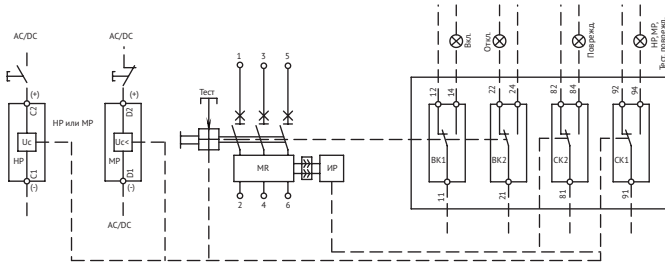 AC/DC
AC/DC
(+)
C2
Uc
НР
C1
(-)
НР или МР
(+)
D2
Uc<
МР
D1
(-)
AC/DC
Тест
1
3
5
MR
ИР
2
4
6
Вкл.
Откл.
Поврежд.
НР, МР,
Тест, поврежд.
12
14
22
24
82
84
92
94
ВК1
ВК2
СК2
СК1
11
21
81
91